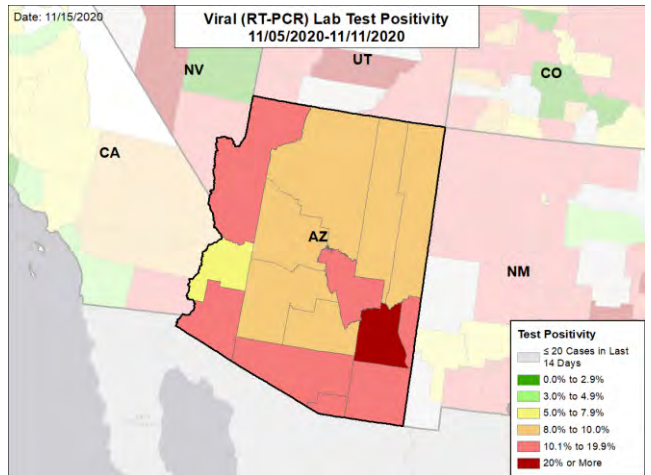 Date: 11/15/2020
Viral (RT-PCR) Lab Test Positivity
11/05/2020-11/11/2020
NV
UT
CO
CA
AZ
NM
Test Positivity
≤ 20 Cases in Last
14 Days
0.0% to 2.9%
3.0% to 4.9%
5.0% to 7.9%
8.0% to 10.0%
10.1% to 19.9%
20% or More